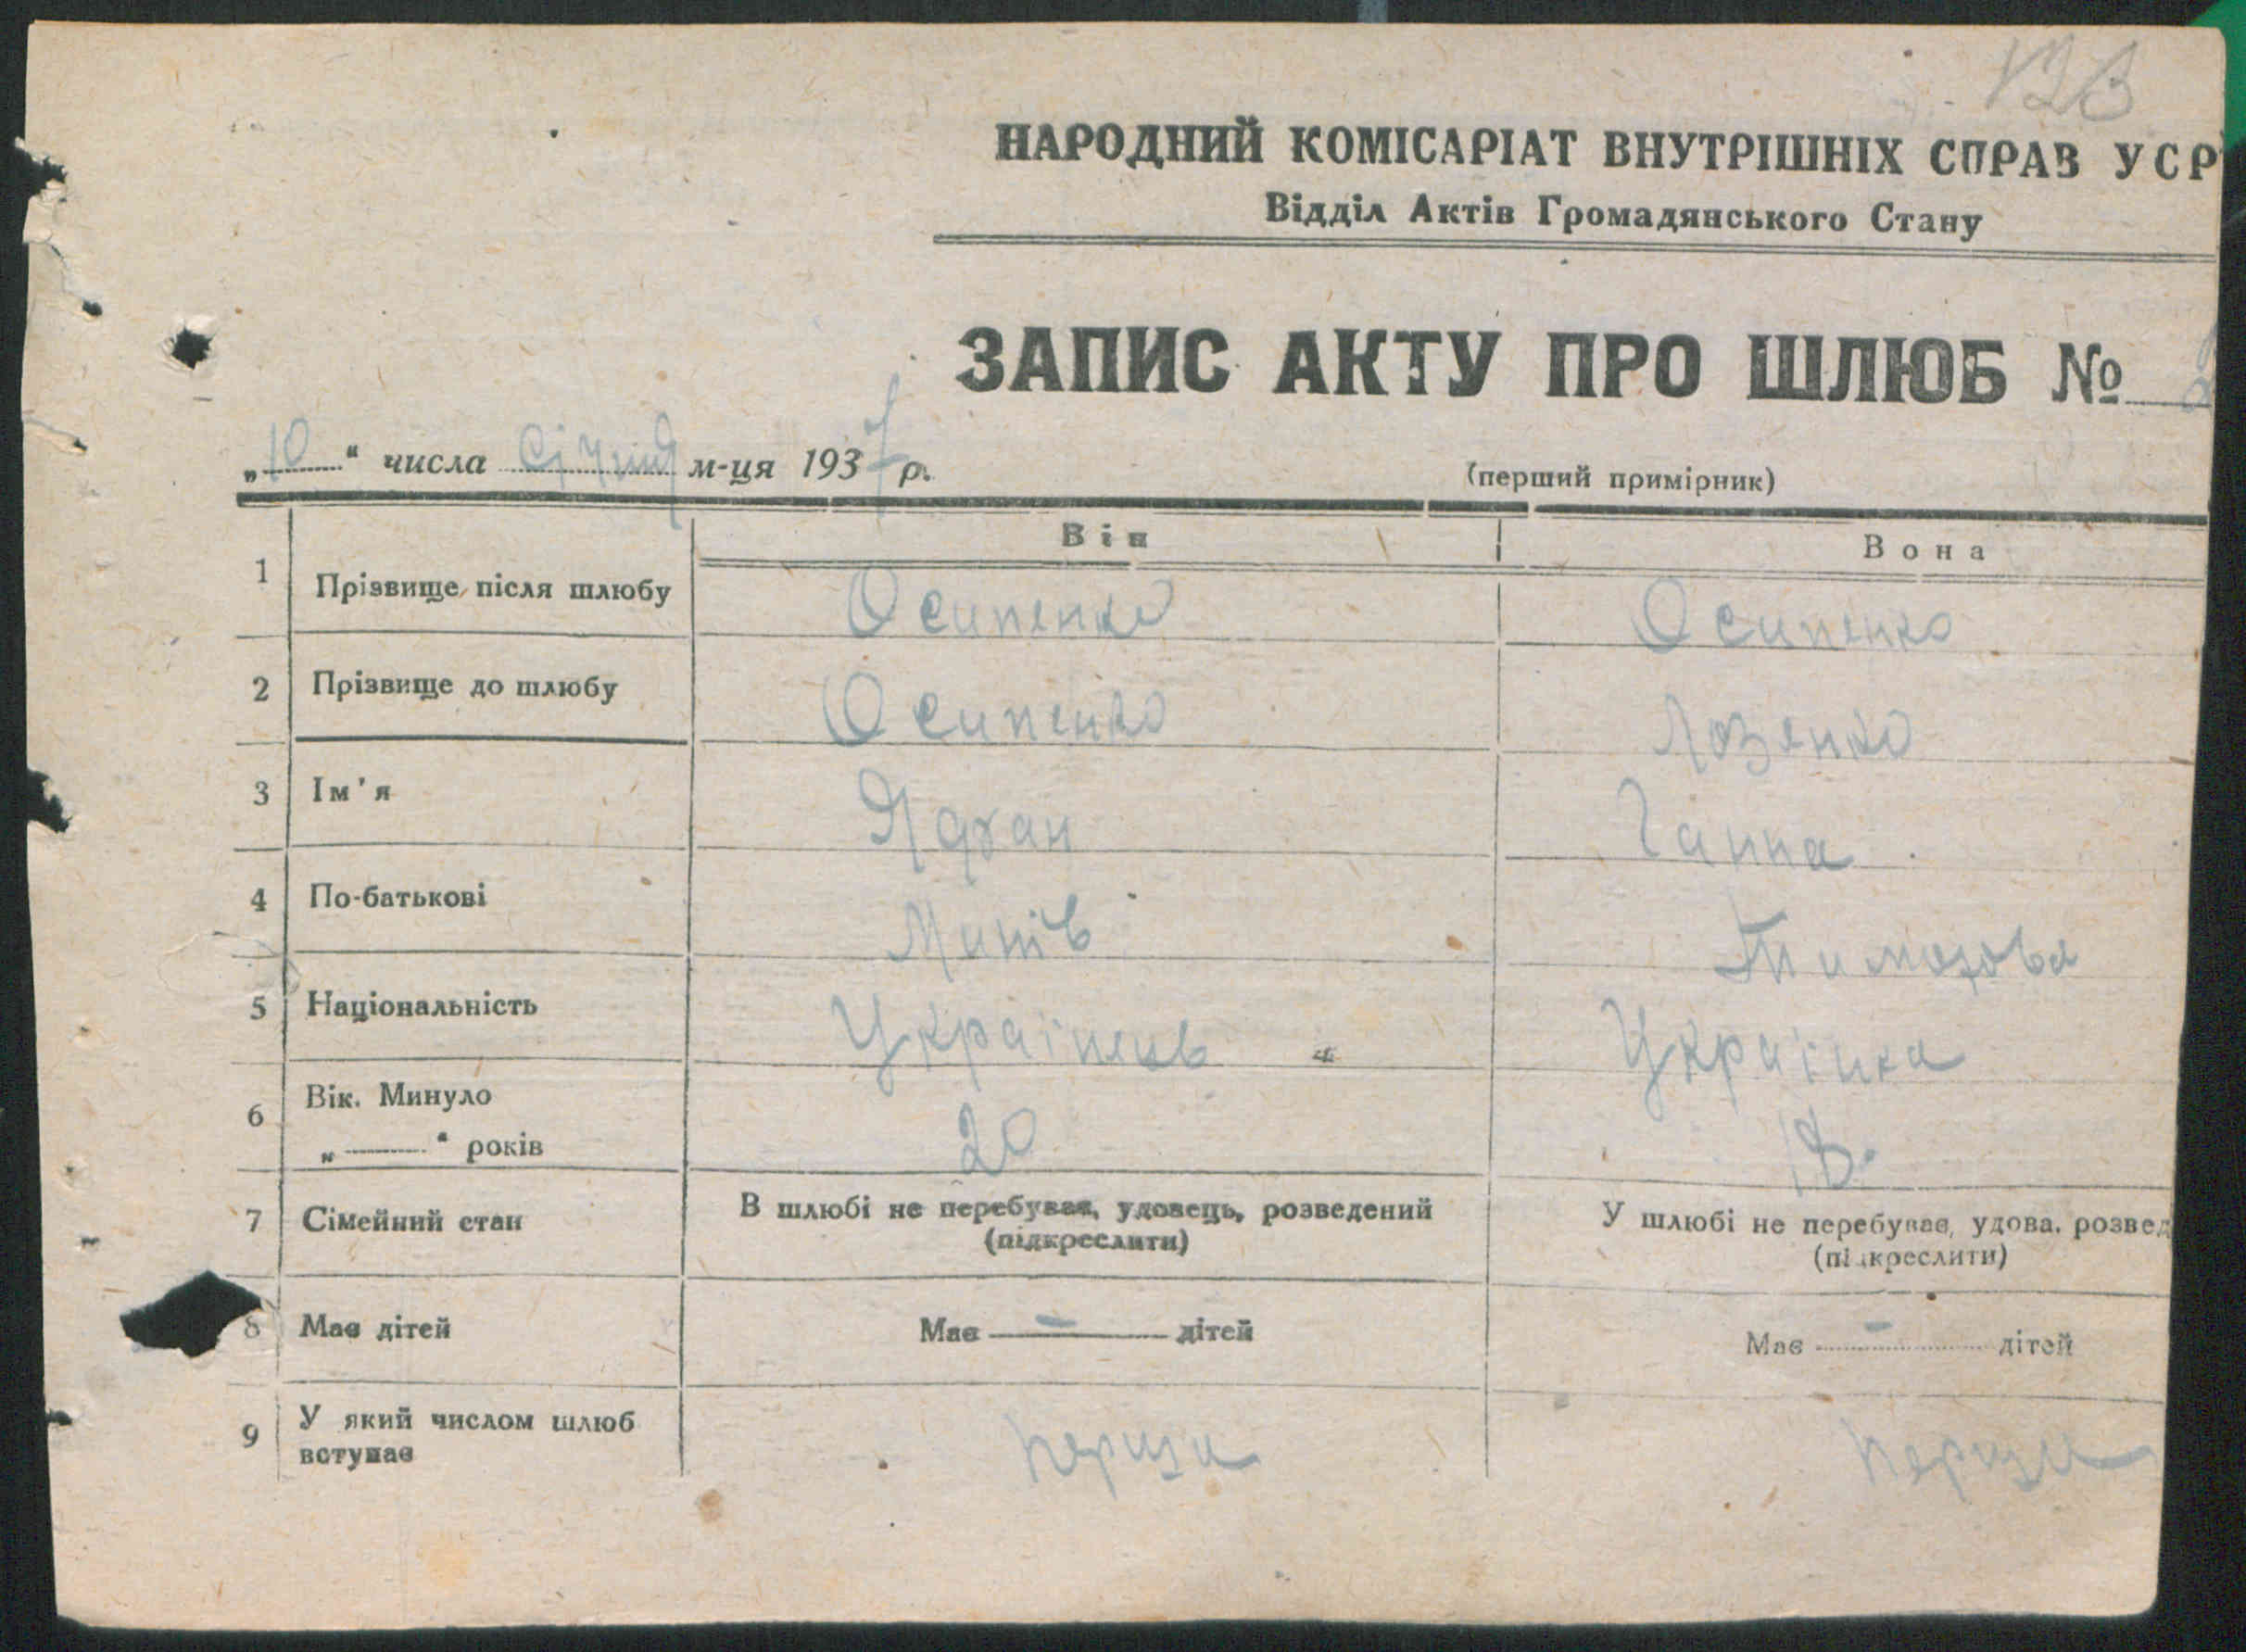 123
НАРОДНИЙ КОМІСАРІАТ ВНУТРІШНІХ СПРАВ УСР
Відділ Актів Громадянського Стану
ЗАПИС АКТУ ПРО ШЛЮБ №
„10“ числа Січня м-ця 1937 р.
(перший примірник)
Він Вона
1 Прізвище після шлюбу Осипенко Осипенко
2 Прізвище до шлюбу Осипенко Лозенко
3 Ім'я Ганна
4 По-батькові
5 Національність Українець Українка
6 Вік. Минуло
„ “ років 20 18.
7 Сімейний стан В шлюбі не перебував, удовець, розведений У шлюбі не перебуває, удова, розвед
(підкреслити) (підкреслити)
8 Має дітей Має – дітей Має – дітей
9 У який числом шлюб
вступає перши перши